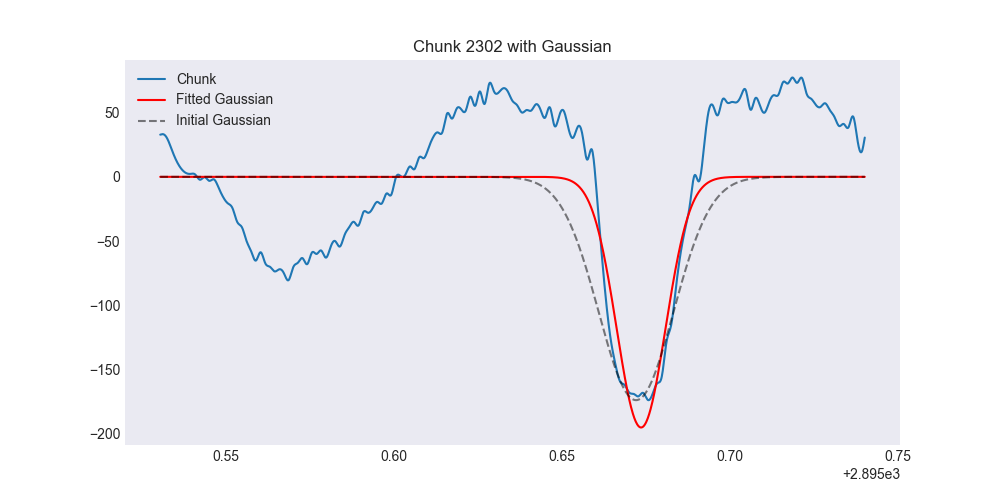 Chunk 2302 with Gaussian
Chunk
Fitted Gaussian
Initial Gaussian
50
0
−50
−100
−150
−200
0.55 0.60 0.65 0.70 0.75
+2.895e3